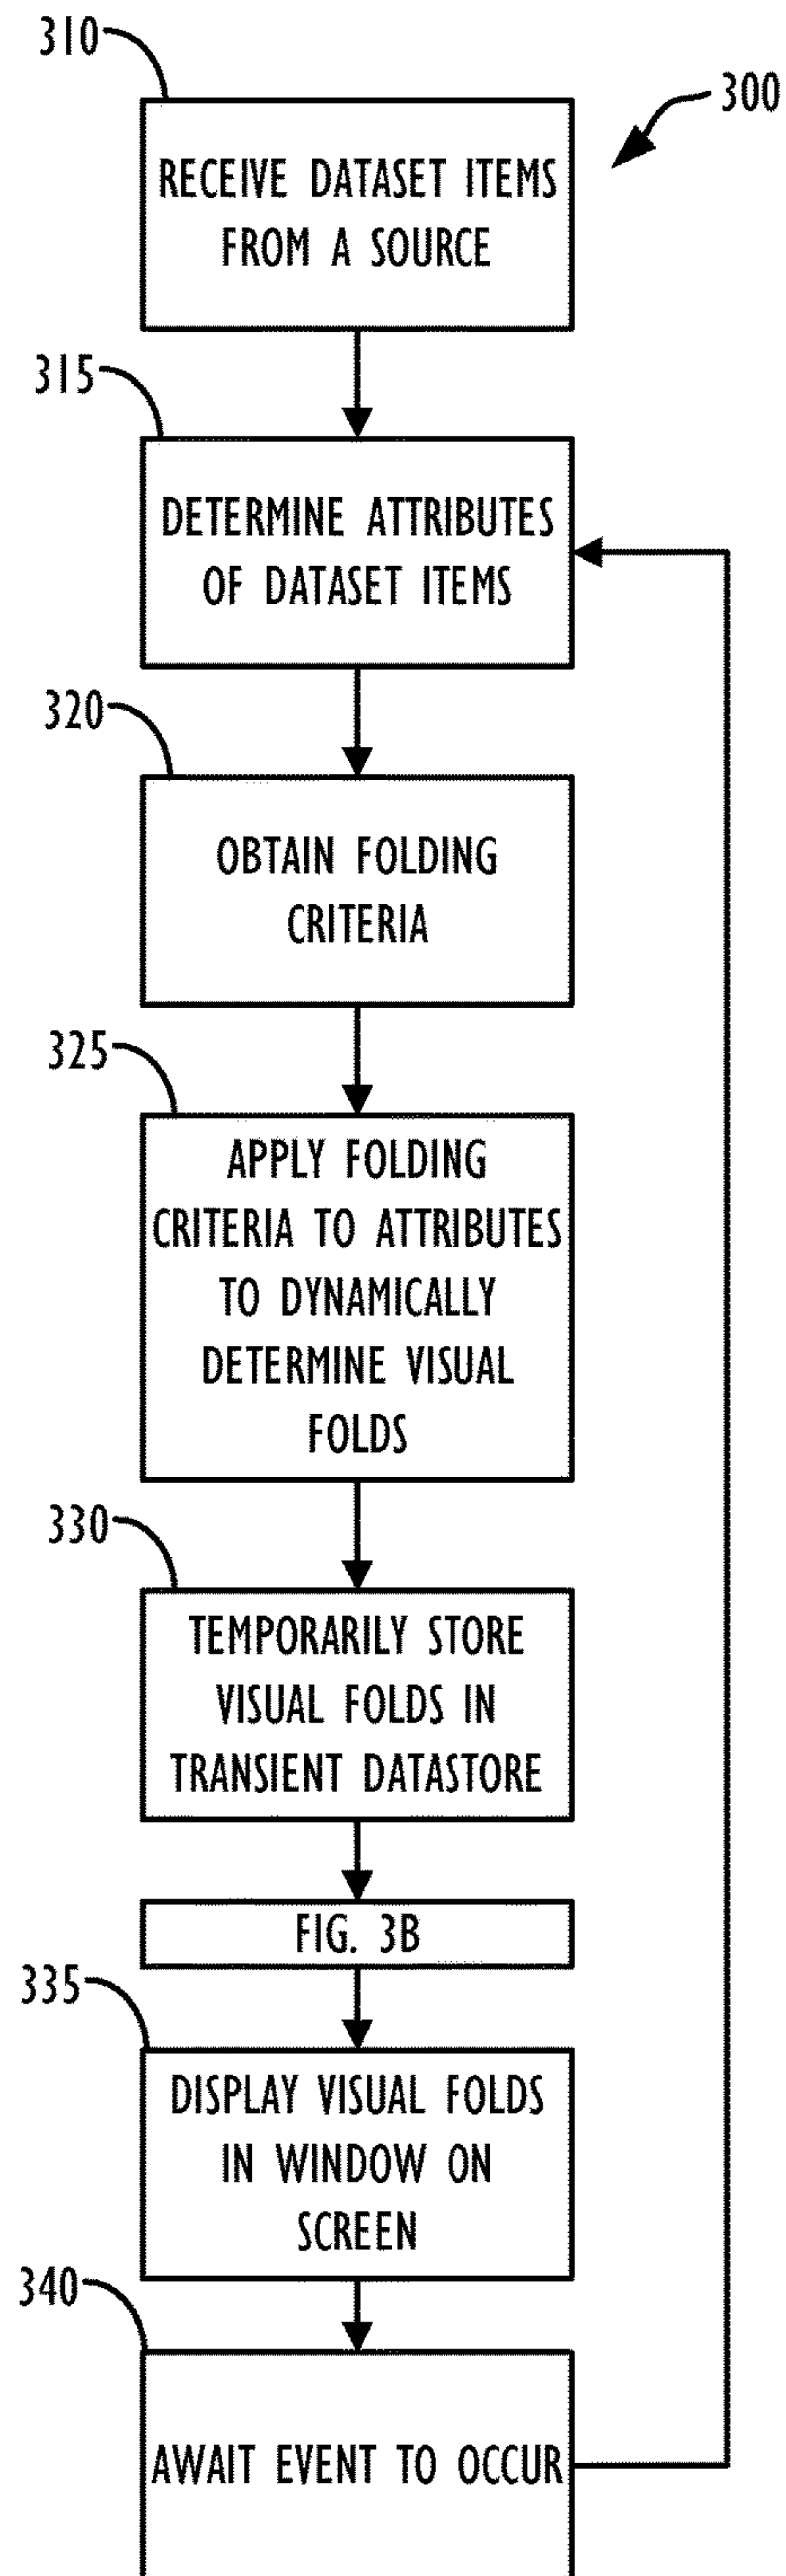 310
300
RECEIVE DATASET ITEMS
FROM A SOURCE
315
DETERMINE ATTRIBUTES
OF DATASET ITEMS
320
OBTAIN FOLDING
CRITERIA
325
APPLY FOLDING
CRITERIA TO ATTRIBUTES
TO DYNAMICALLY
DETERMINE VISUAL
FOLDS
330
TEMPORARILY STORE
VISUAL FOLDS IN
TRANSIENT DATASTORE
FIG. 3B
335
DISPLAY VISUAL FOLDS
IN WINDOW ON
SCREEN
340
AWAIT EVENT TO OCCUR